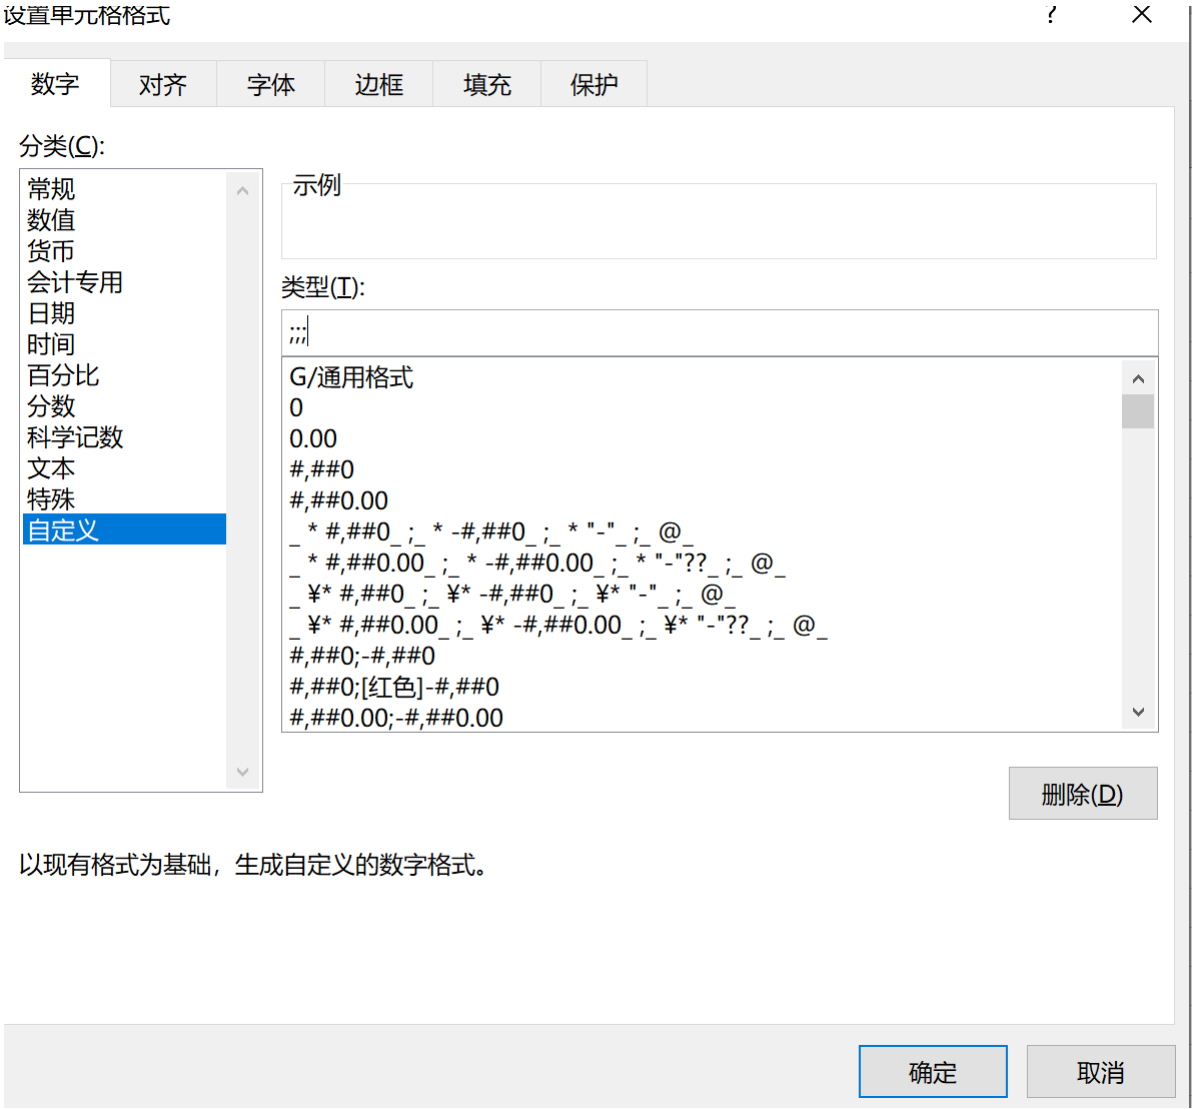 设置单元格格式
?
×
数字 对齐 字体 边框 填充 保护
分类(C):
常规
数值
货币
会计专用
日期
时间
百分比
分数
科学记数
文本
特殊
自定义
示例
类型(T):
;;;
G/通用格式
0
0.00
#,##0
#,##0.00
_ * #,##0_ ;_ * -#,##0_ ;_ * "-"_ ;_ @_
_ * #,##0.00_ ;_ * -#,##0.00_ ;_ * "-"??_ ;_ @_
_ ¥* #,##0_ ;_ ¥* -#,##0_ ;_ ¥* "-"_ ;_ @_
_ ¥* #,##0.00_ ;_ ¥* -#,##0.00_ ;_ ¥* "-"??_ ;_ @_
#,##0;-#,##0
#,##0;[红色]-#,##0
#,##0.00;-#,##0.00
删除(D)
以现有格式为基础，生成自定义的数字格式。
确定 取消